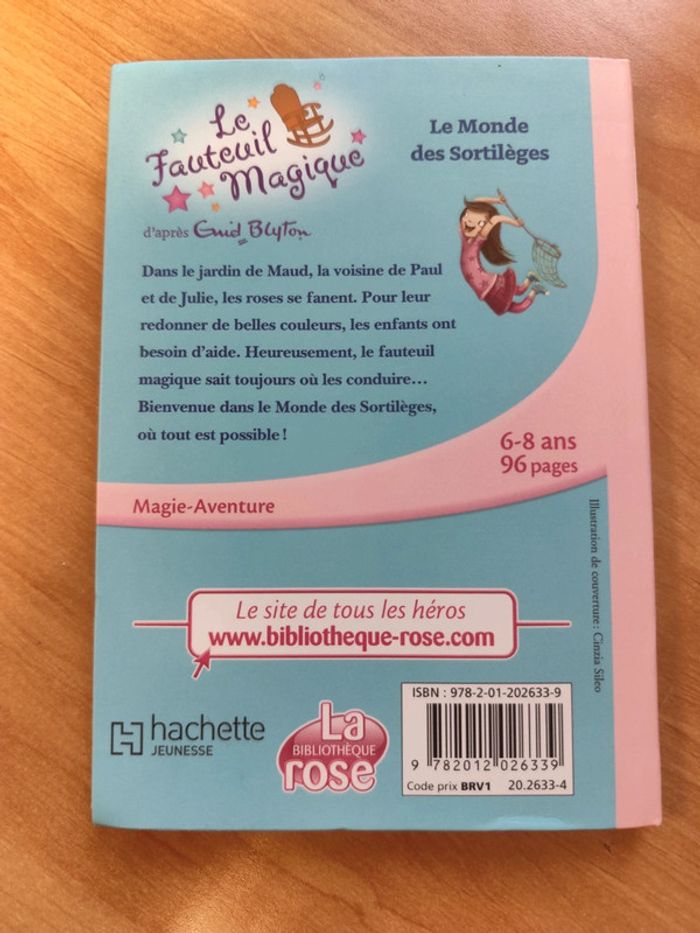 Le
Fauteuil
Magique
d'après Enid Blyton
Le Monde
des Sortilèges
Dans le jardin de Maud, la voisine de Paul
et de Julie, les roses se fanent. Pour leur
redonner de belles couleurs, les enfants ont
besoin d'aide. Heureusement, le fauteuil
magique sait toujours où les conduire...
Bienvenue dans le Monde des Sortilèges,
où tout est possible !
6-8 ans
96 pages
Magie-Aventure
Illustration de couverture : Cinzia Sileo
Le site de tous les héros
www.bibliotheque-rose.com
hachette
JEUNESSE
La
BIBLIOTHÈQUE
rose
ISBN : 978-2-01-202633-9
9 782012 026339
Code prix BRV1 20.2633-4